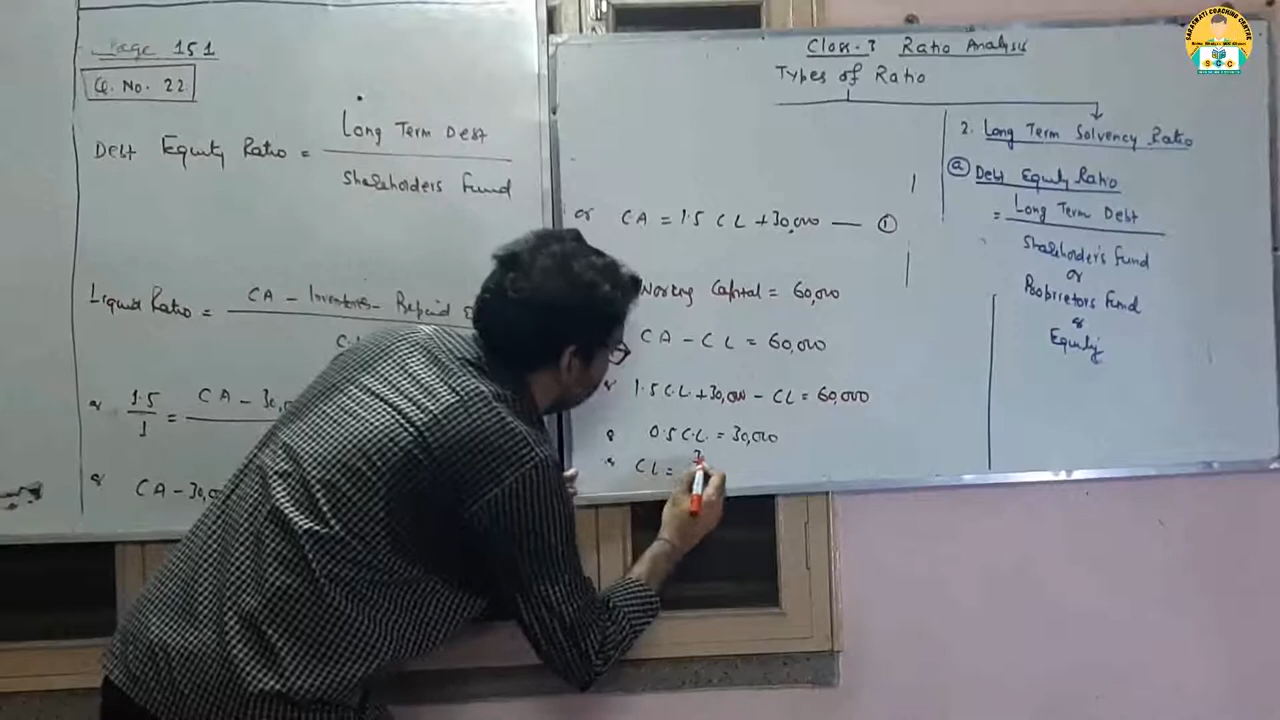 Page 151
Q. No. 22
Debt Equity Ratio = Long Term Debt
Shareholders Fund
Liquid Ratio = CA - Inventories - Prepaid
or 1.5 / 1 = CA - 30,
or CA - 30,0
Class-3 Ratio Analysis
Types of Ratio
or CA = 1.5 CL + 30,000 — ①
Working Capital = 60,000
CA - CL = 60,000
1.5 C.L. + 30,000 - CL = 60,000
0.5 C.L. = 30,000
CL = 3
2. Long Term Solvency Ratio
ⓐ Debt Equity Ratio
= Long Term Debt
Shareholder's Fund
or
Proprietors Fund
or
Equity
SARASWATI COACHING CENTRE
S C C